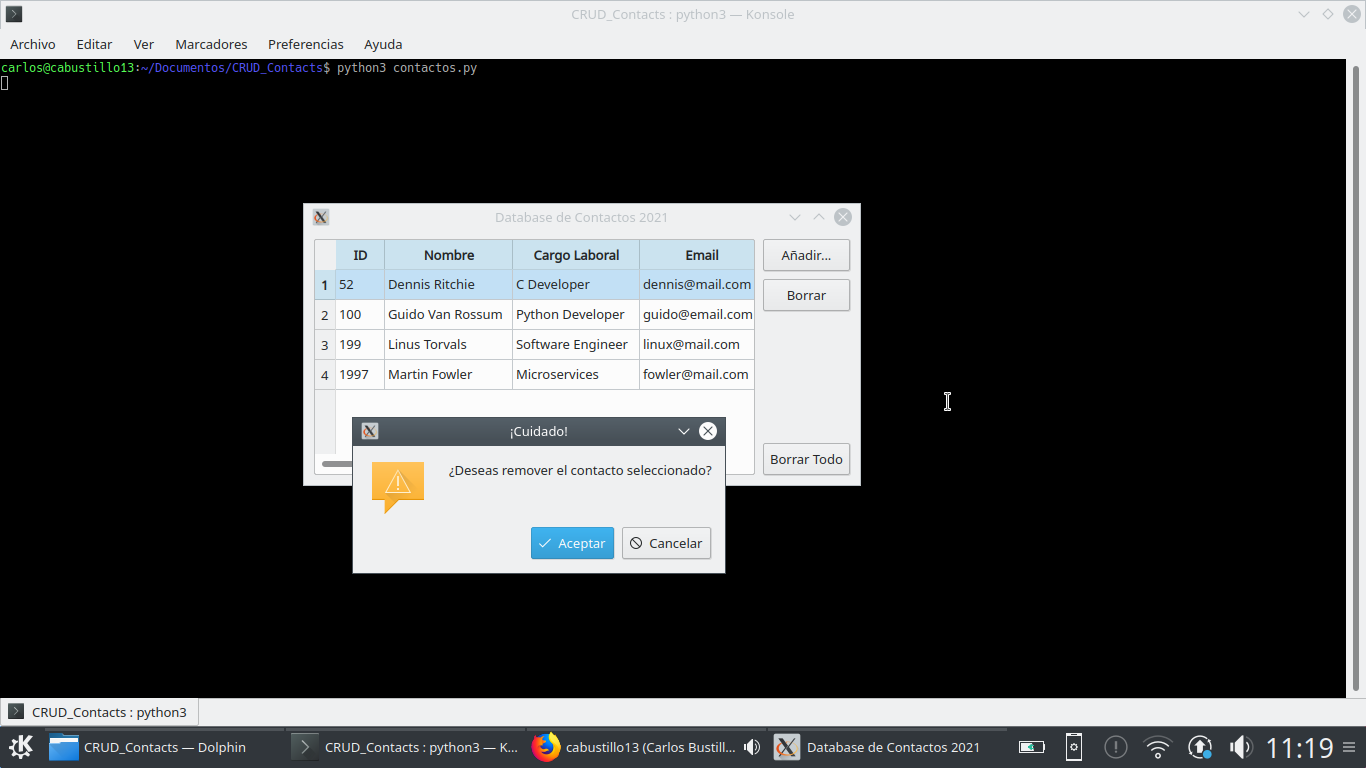 CRUD_Contacts : python3 — Konsole
Archivo Editar Ver Marcadores Preferencias Ayuda
carlos@cabustillo13:~/Documentos/CRUD_Contacts$ python3 contactos.py
Database de Contactos 2021
ID Nombre Cargo Laboral Email
1 52 Dennis Ritchie C Developer dennis@mail.com
2 100 Guido Van Rossum Python Developer guido@email.com
3 199 Linus Torvals Software Engineer linux@mail.com
4 1997 Martin Fowler Microservices fowler@mail.com
Añadir...
Borrar
Borrar Todo
¡Cuidado!
¿Deseas remover el contacto seleccionado?
Aceptar Cancelar
CRUD_Contacts : python3
CRUD_Contacts — Dolphin
CRUD_Contacts : python3 — K...
cabustillo13 (Carlos Bustill...
Database de Contactos 2021
11:19